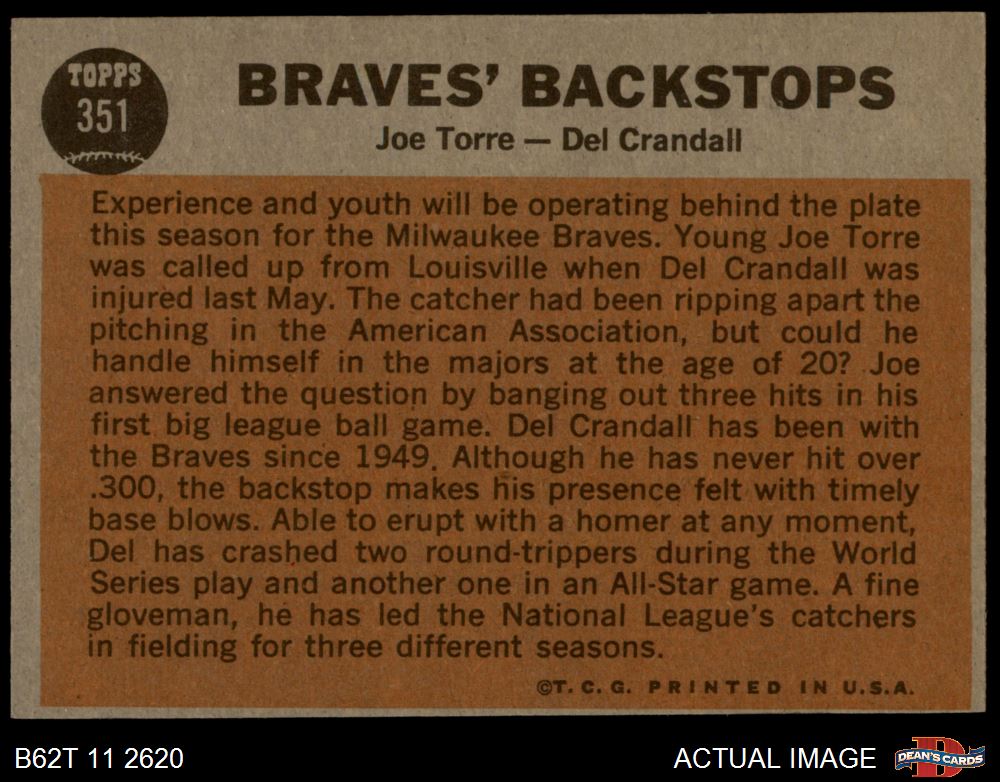 TOPPS
351
BRAVES' BACKSTOPS
Joe Torre — Del Crandall
Experience and youth will be operating behind the plate
this season for the Milwaukee Braves. Young Joe Torre
was called up from Louisville when Del Crandall was
injured last May. The catcher had been ripping apart the
pitching in the American Association, but could he
handle himself in the majors at the age of 20? Joe
answered the question by banging out three hits in his
first big league ball game. Del Crandall has been with
the Braves since 1949. Although he has never hit over
.300, the backstop makes his presence felt with timely
base blows. Able to erupt with a homer at any moment,
Del has crashed two round-trippers during the World
Series play and another one in an All-Star game. A fine
gloveman, he has led the National League's catchers
in fielding for three different seasons.
©T. C. G. PRINTED IN U.S.A.
B62T 11 2620
ACTUAL IMAGE
D
DEAN'S CARDS